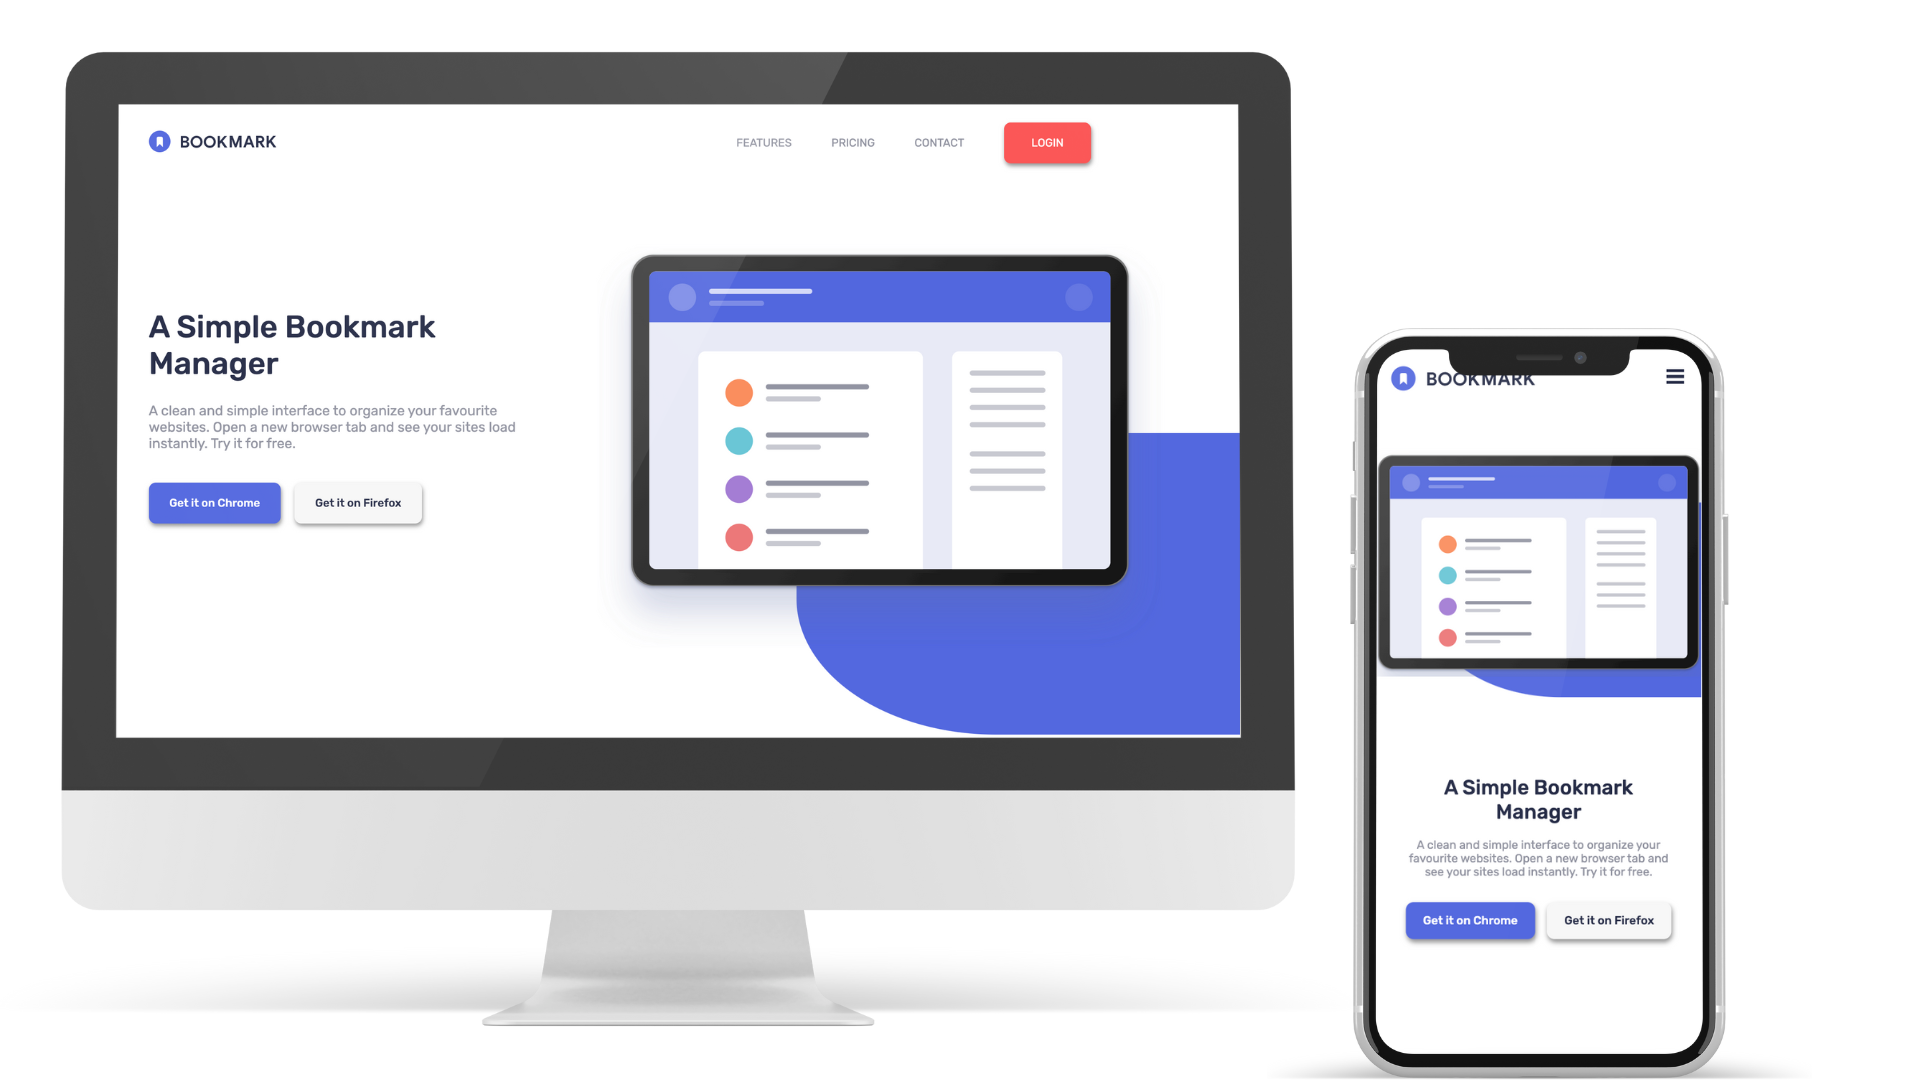 BOOKMARK
FEATURES
PRICING
CONTACT
LOGIN
A Simple Bookmark
Manager
A clean and simple interface to organize your favourite
websites. Open a new browser tab and see your sites load
instantly. Try it for free.
Get it on Chrome
Get it on Firefox
BOOKMARK
A Simple Bookmark
Manager
A clean and simple interface to organize your
favourite websites. Open a new browser tab and
see your sites load instantly. Try it for free.
Get it on Chrome
Get it on Firefox